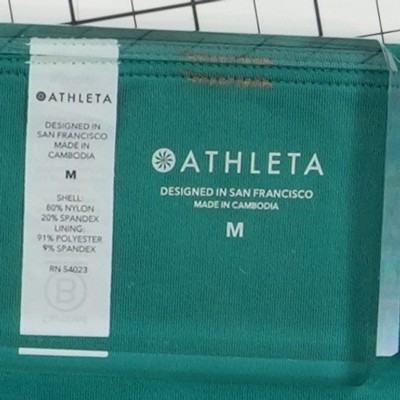 ATHLETA
DESIGNED IN
SAN FRANCISCO
MADE IN
CAMBODIA
M
SHELL:
80% NYLON
20% SPANDEX
LINING:
91% POLYESTER
9% SPANDEX
RN 54023
B
ATHLETA
DESIGNED IN SAN FRANCISCO
MADE IN CAMBODIA
M